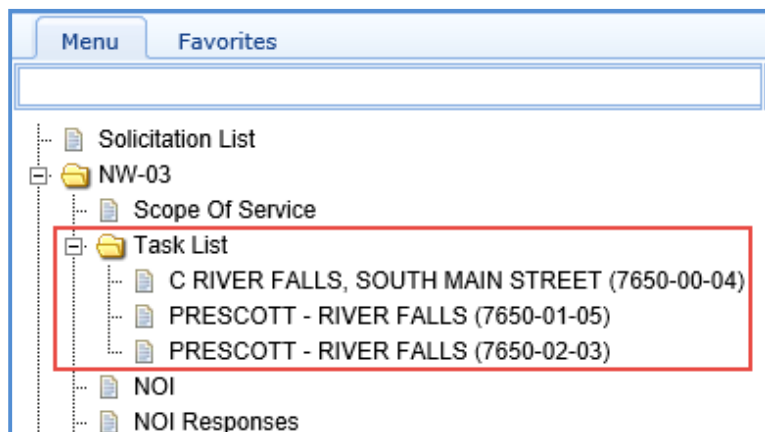 Menu Favorites
Solicitation List
NW-03
Scope Of Service
Task List
C RIVER FALLS, SOUTH MAIN STREET (7650-00-04)
PRESCOTT - RIVER FALLS (7650-01-05)
PRESCOTT - RIVER FALLS (7650-02-03)
NOI
NOI Responses